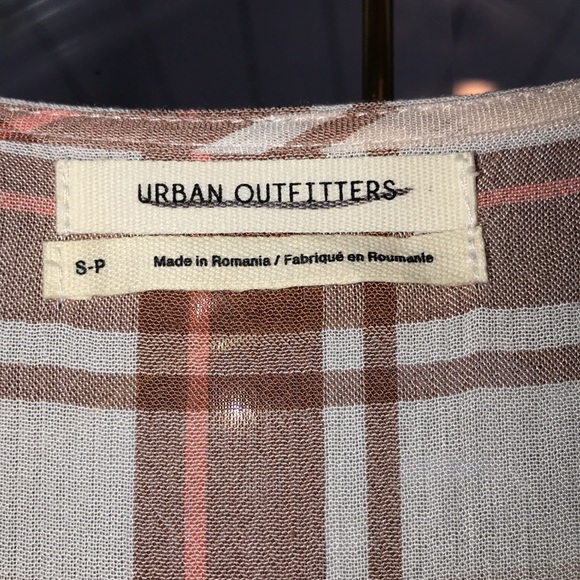 URBAN OUTFITTERS
S-P Made in Romania / Fabriqué en Roumanie